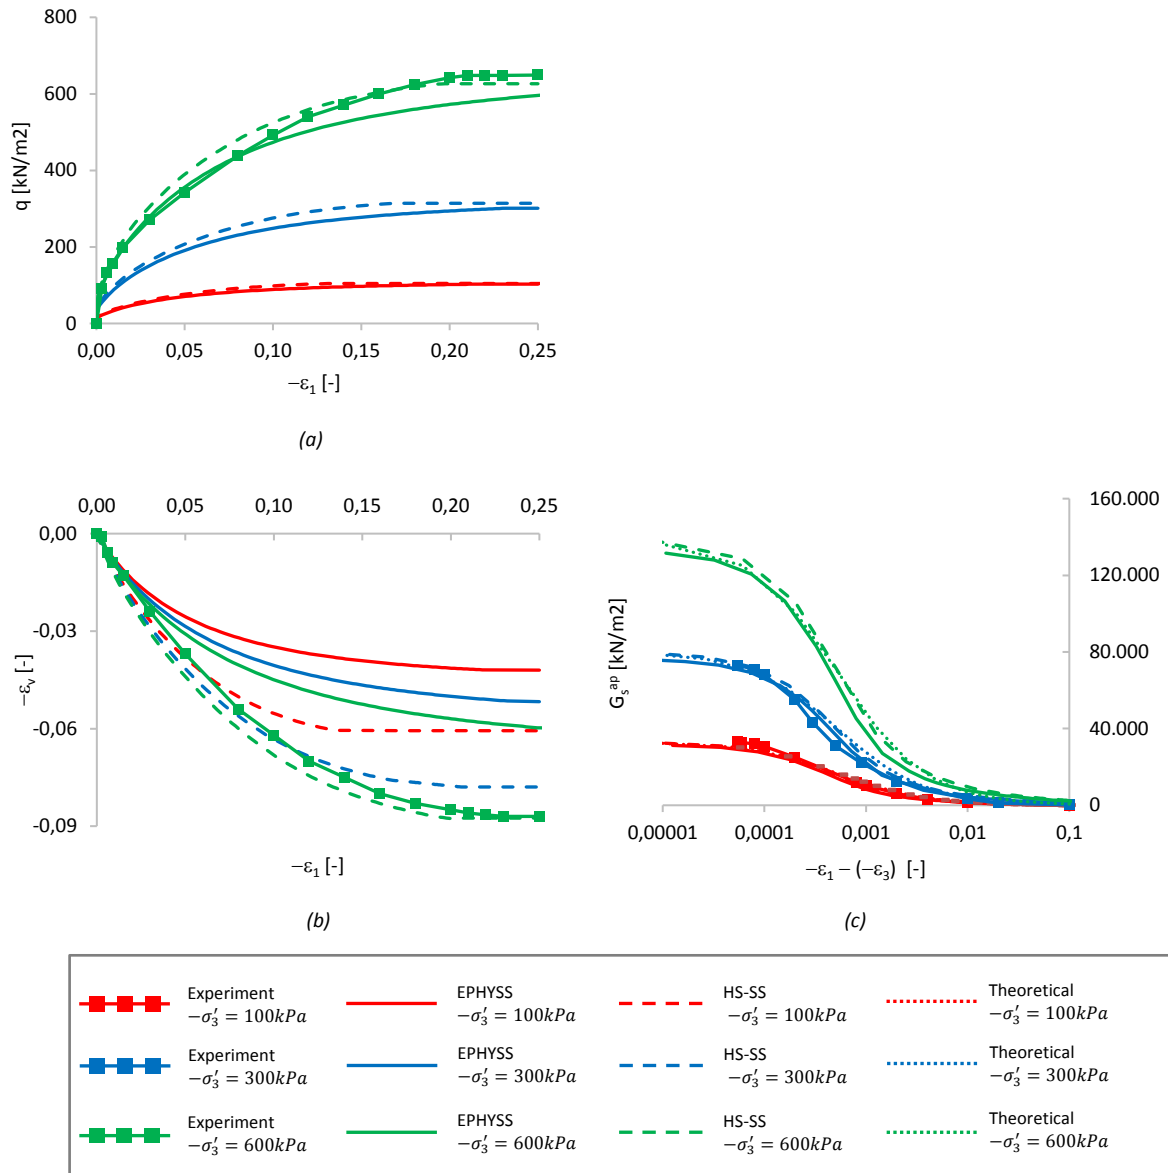 800
600
400
200
0
q [kN/m2]
0,00 0,05 0,10 0,15 0,20 0,25
−ε1 [-]
(a)
0,00 0,05 0,10 0,15 0,20 0,25
0,00
-0,03
-0,06
-0,09
−εv [-]
−ε1 [-]
(b)
160.000
120.000
80.000
40.000
0
Gs^ap [kN/m2]
0,00001 0,0001 0,001 0,01 0,1
−ε1 − (−ε3) [-]
(c)
Experiment EPHYSS HS-SS Theoretical
−σ′3 = 100kPa −σ′3 = 100kPa −σ′3 = 100kPa −σ′3 = 100kPa
Experiment EPHYSS HS-SS Theoretical
−σ′3 = 300kPa −σ′3 = 300kPa −σ′3 = 300kPa −σ′3 = 300kPa
Experiment EPHYSS HS-SS Theoretical
−σ′3 = 600kPa −σ′3 = 600kPa −σ′3 = 600kPa −σ′3 = 600kPa